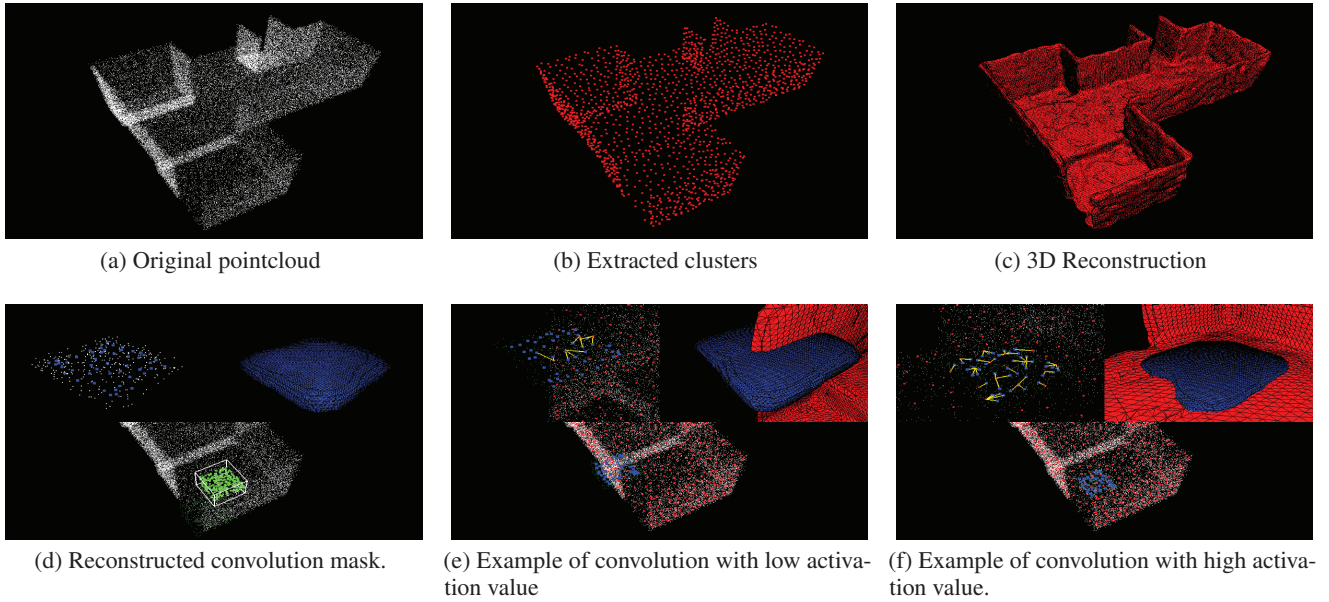 (a) Original pointcloud
(b) Extracted clusters
(c) 3D Reconstruction
(d) Reconstructed convolution mask.
(e) Example of convolution with low activa-
tion value
(f) Example of convolution with high activa-
tion value.